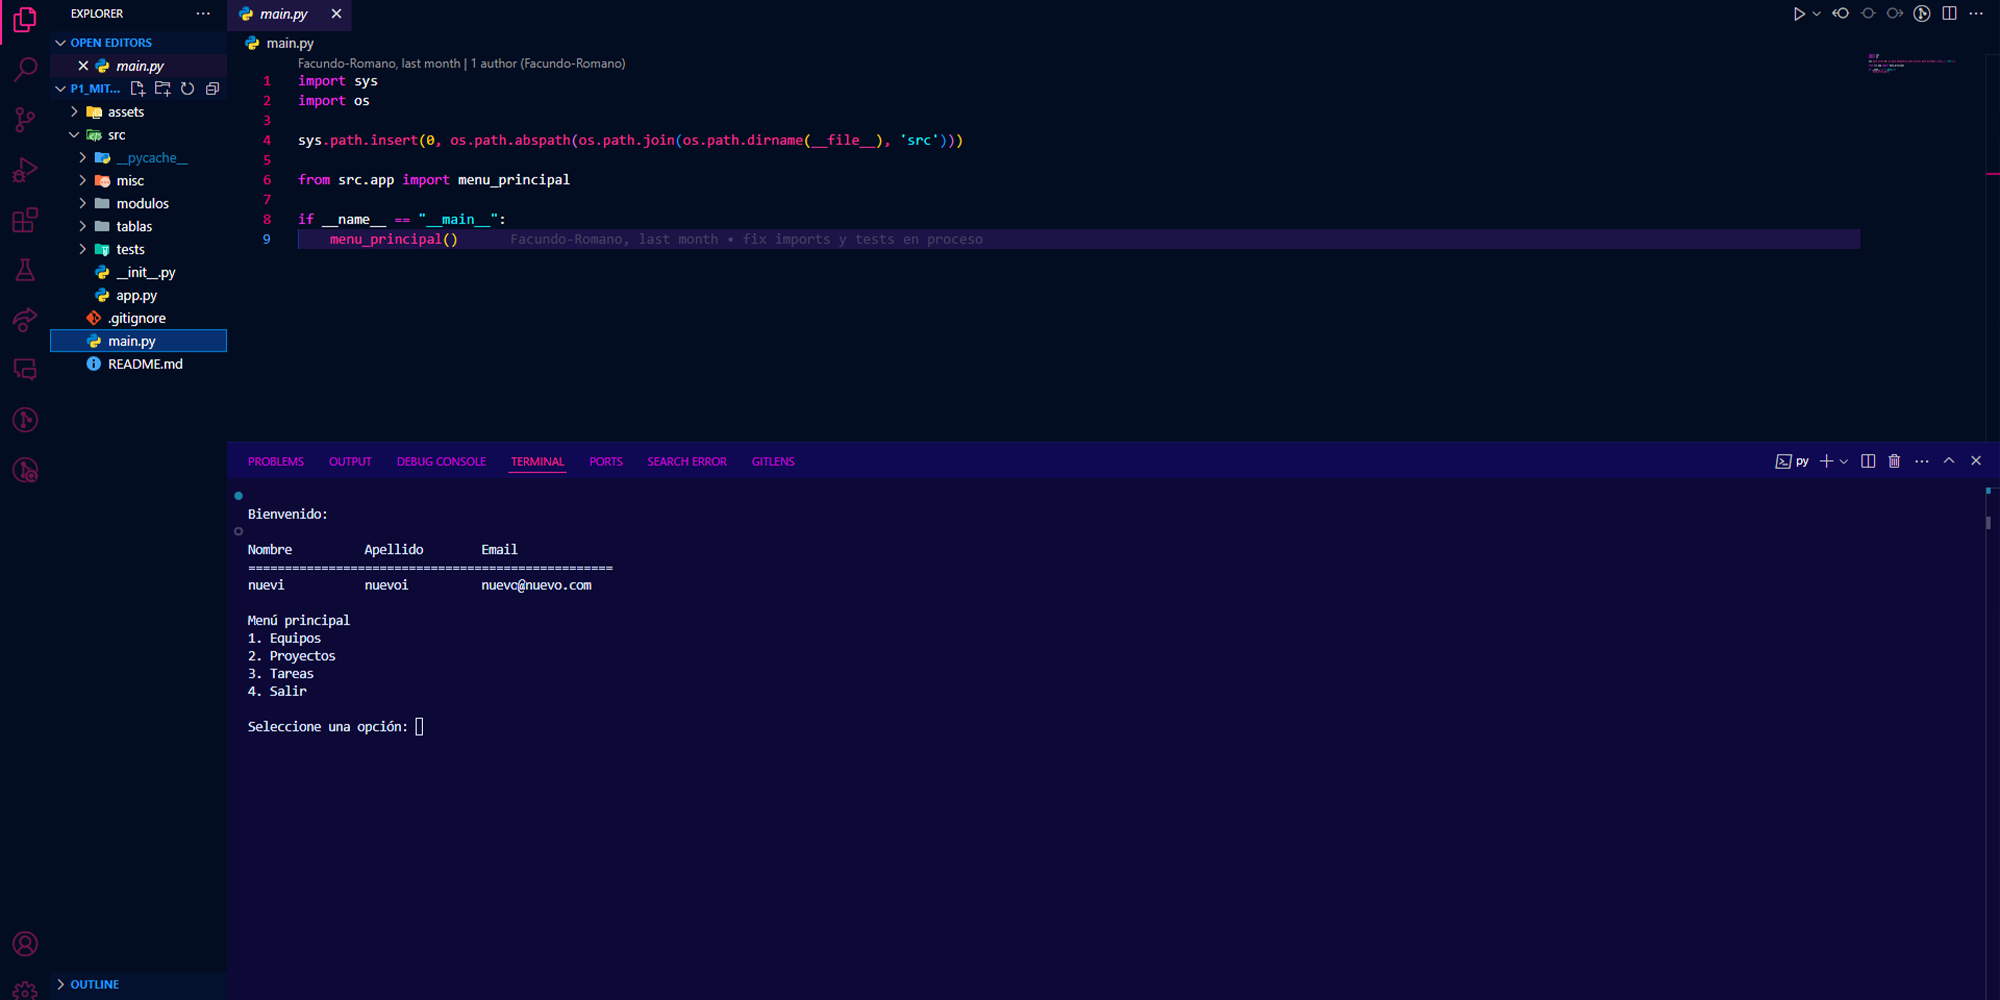 EXPLORER
main.py
OPEN EDITORS
main.py
P1_MIT...
assets
src
__pycache__
misc
modulos
tablas
tests
__init__.py
app.py
.gitignore
main.py
README.md
OUTLINE
main.py
Facundo-Romano, last month | 1 author (Facundo-Romano)
1 import sys
2 import os
3
4 sys.path.insert(0, os.path.abspath(os.path.join(os.path.dirname(__file__), 'src')))
5
6 from src.app import menu_principal
7
8 if __name__ == "__main__":
9 menu_principal() Facundo-Romano, last month • fix imports y tests en proceso
PROBLEMS OUTPUT DEBUG CONSOLE TERMINAL PORTS SEARCH ERROR GITLENS
py
Bienvenido:
Nombre Apellido Email
==================================================
nuevi nuevoi nuevo@nuevo.com
Menú principal
1. Equipos
2. Proyectos
3. Tareas
4. Salir
Seleccione una opción: